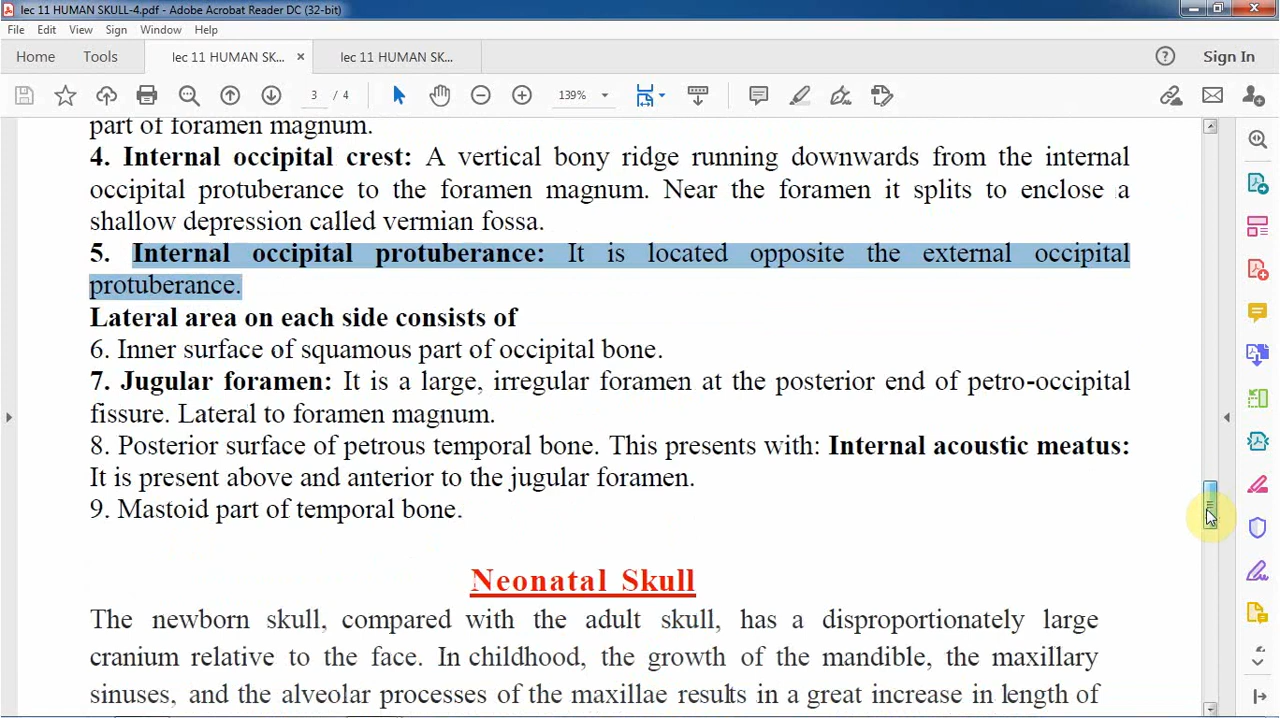 lec 11 HUMAN SKULL-4.pdf - Adobe Acrobat Reader DC (32-bit)
File Edit View Sign Window Help
Home Tools lec 11 HUMAN SK... × lec 11 HUMAN SK... Sign In
3 / 4 139%
part of foramen magnum.
4. Internal occipital crest: A vertical bony ridge running downwards from the internal
occipital protuberance to the foramen magnum. Near the foramen it splits to enclose a
shallow depression called vermian fossa.
5. Internal occipital protuberance: It is located opposite the external occipital
protuberance.
Lateral area on each side consists of
6. Inner surface of squamous part of occipital bone.
7. Jugular foramen: It is a large, irregular foramen at the posterior end of petro-occipital
fissure. Lateral to foramen magnum.
8. Posterior surface of petrous temporal bone. This presents with: Internal acoustic meatus:
It is present above and anterior to the jugular foramen.
9. Mastoid part of temporal bone.
Neonatal Skull
The newborn skull, compared with the adult skull, has a disproportionately large
cranium relative to the face. In childhood, the growth of the mandible, the maxillary
sinuses, and the alveolar processes of the maxillae results in a great increase in length of